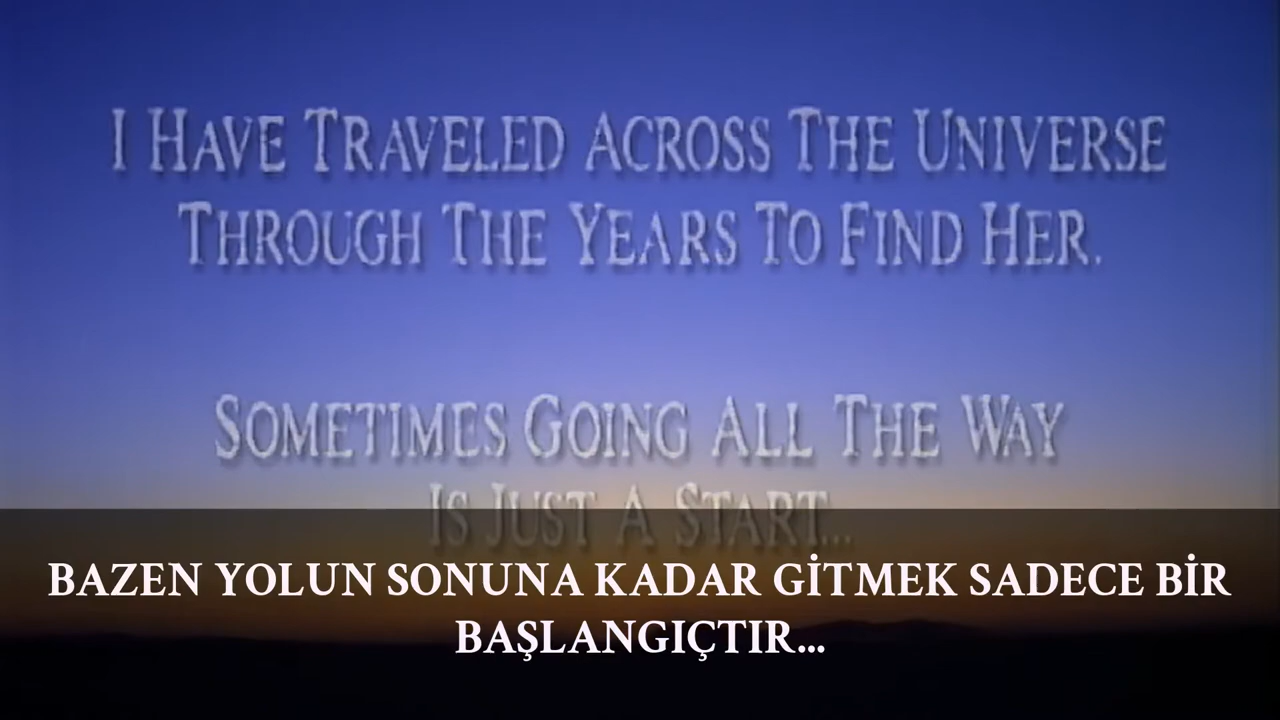 I HAVE TRAVELED ACROSS THE UNIVERSE
THROUGH THE YEARS TO FIND HER.
SOMETIMES GOING ALL THE WAY
IS JUST A START...
BAZEN YOLUN SONUNA KADAR GİTMEK SADECE BİR
BAŞLANGIÇTIR...